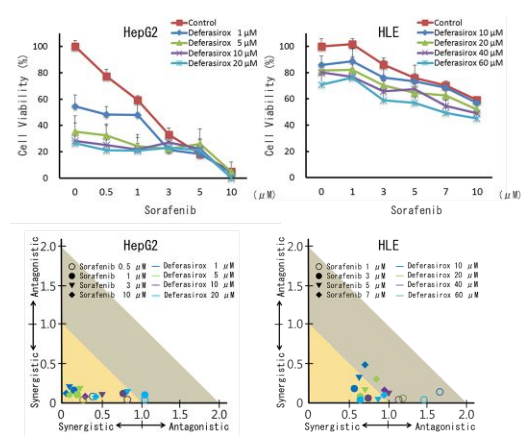 HepG2
Control
Deferasirox 1 μM
Deferasirox 5 μM
Deferasirox 10 μM
Deferasirox 20 μM
Cell Viability (%)
100
80
60
40
20
0
0 0.5 1 3 5 10 (μM)
Sorafenib
HLE
Control
Deferasirox 10 μM
Deferasirox 20 μM
Deferasirox 40 μM
Deferasirox 60 μM
Cell Viability (%)
100
80
60
40
20
0
0 1 3 5 7 10 (μM)
Sorafenib
HepG2
Sorafenib 0.5 μM Deferasirox 1 μM
Sorafenib 1 μM Deferasirox 5 μM
Sorafenib 3 μM Deferasirox 10 μM
Sorafenib 10 μM Deferasirox 20 μM
Synergistic Antagonistic
2.0
1.5
1.0
0.5
0
0 0.5 1.0 1.5 2.0
Synergistic Antagonistic
HLE
Sorafenib 1 μM Deferasirox 10 μM
Sorafenib 3 μM Deferasirox 20 μM
Sorafenib 5 μM Deferasirox 40 μM
Sorafenib 7 μM Deferasirox 60 μM
Synergistic Antagonistic
2.0
1.5
1.0
0.5
0
0 0.5 1.0 1.5 2.0
Synergistic Antagonistic